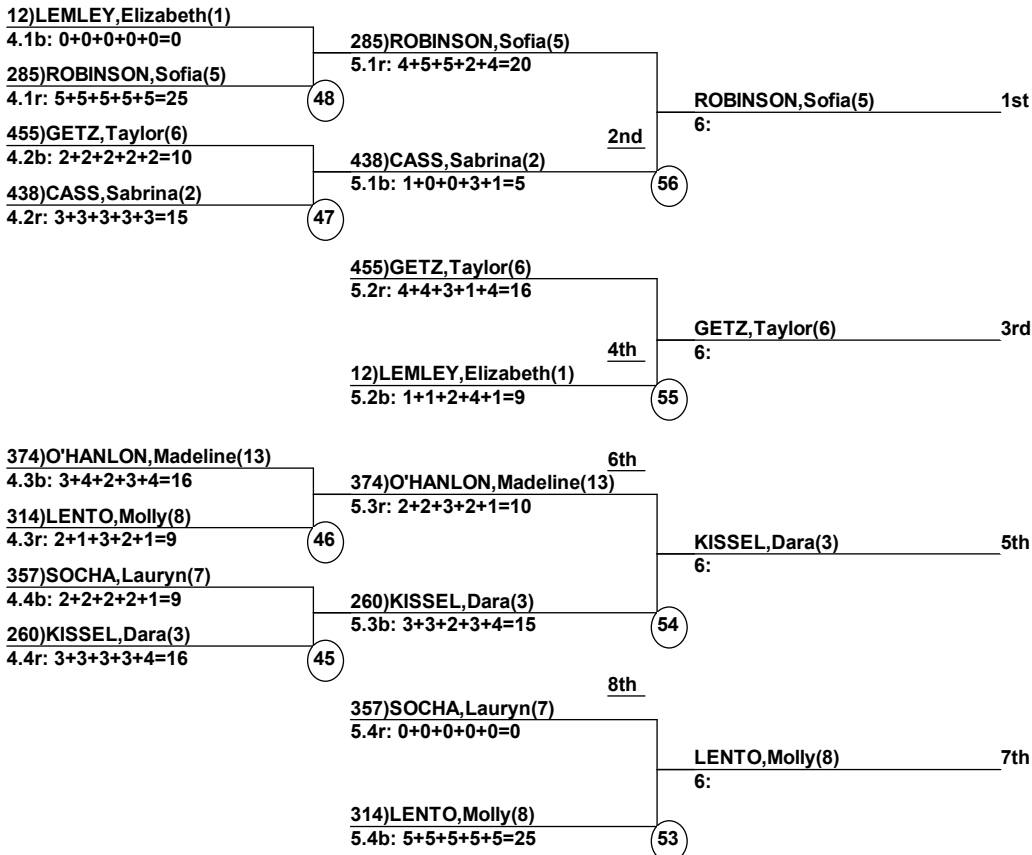 12)LEMLEY,Elizabeth(1)
4.1b: 0+0+0+0+0=0
285)ROBINSON,Sofia(5)
4.1r: 5+5+5+5+5=25
48
285)ROBINSON,Sofia(5)
5.1r: 4+5+5+2+4=20
455)GETZ,Taylor(6)
4.2b: 2+2+2+2+2=10
438)CASS,Sabrina(2)
4.2r: 3+3+3+3+3=15
47
438)CASS,Sabrina(2)
5.1b: 1+0+0+3+1=5
2nd
56
ROBINSON,Sofia(5) 1st
6:
455)GETZ,Taylor(6)
5.2r: 4+4+3+1+4=16
4th
12)LEMLEY,Elizabeth(1)
5.2b: 1+1+2+4+1=9
55
GETZ,Taylor(6) 3rd
6:
374)O'HANLON,Madeline(13)
4.3b: 3+4+2+3+4=16
314)LENTO,Molly(8)
4.3r: 2+1+3+2+1=9
46
6th
374)O'HANLON,Madeline(13)
5.3r: 2+2+3+2+1=10
357)SOCHA,Lauryn(7)
4.4b: 2+2+2+2+1=9
260)KISSEL,Dara(3)
4.4r: 3+3+3+3+4=16
45
260)KISSEL,Dara(3)
5.3b: 3+3+2+3+4=15
54
KISSEL,Dara(3) 5th
6:
8th
357)SOCHA,Lauryn(7)
5.4r: 0+0+0+0+0=0
314)LENTO,Molly(8)
5.4b: 5+5+5+5+5=25
53
LENTO,Molly(8) 7th
6: